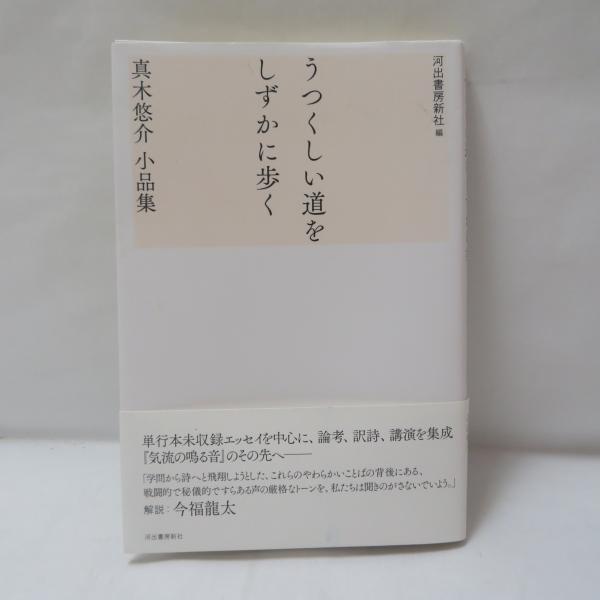 河出書房新社 編
うつくしい道を
しずかに歩く
真木悠介 小品集
単行本未収録エッセイを中心に、論考、訳詩、講演を集成
『気流の鳴る音』のその先へ――
「学問から詩へと飛翔しようとした、これらのやわらかいことばの背後にある、
戦闘的で秘儀的ですらある声の厳格なトーンを、私たちは聞きのがさないでいよう。」
解説:今福龍太
河出書房新社